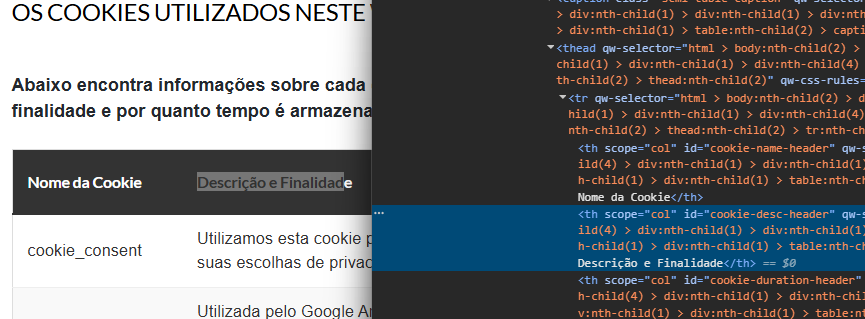 OS COOKIES UTILIZADOS NESTE
Abaixo encontra informações sobre cada
finalidade e por quanto tempo é armazena
Nome da Cookie
Descrição e Finalidade
cookie_consent
Utilizamos esta cookie p
suas escolhas de privac
Utilizada pelo Google An
> div:nth-child(1) > div:nth-child(1) > div:nth
> div:nth-child(1) > table:nth-child(2) > capti
▼<thead qw-selector="html > body:nth-child(2) >
child(1) > div:nth-child(1) > div:nth-child(4)
th-child(2) > thead:nth-child(2)" qw-css-rules=
▼<tr qw-selector="html > body:nth-child(2) > d
hild(1) > div:nth-child(1) > div:nth-child(4)
nth-child(2) > thead:nth-child(2) > tr:nth-ch
<th scope="col" id="cookie-name-header" qw-s
ild(4) > div:nth-child(1) > div:nth-child(1)
h-child(1) > div:nth-child(1) > table:nth-ch
Nome da Cookie</th>
… <th scope="col" id="cookie-desc-header" qw-s
ild(4) > div:nth-child(1) > div:nth-child(1)
h-child(1) > div:nth-child(1) > table:nth-ch
Descrição e Finalidade</th> == $0
<th scope="col" id="cookie-duration-header"
h-child(4) > div:nth-child(1) > div:nth-chil
v:nth-child(1) > div:nth-child(1) > table:n